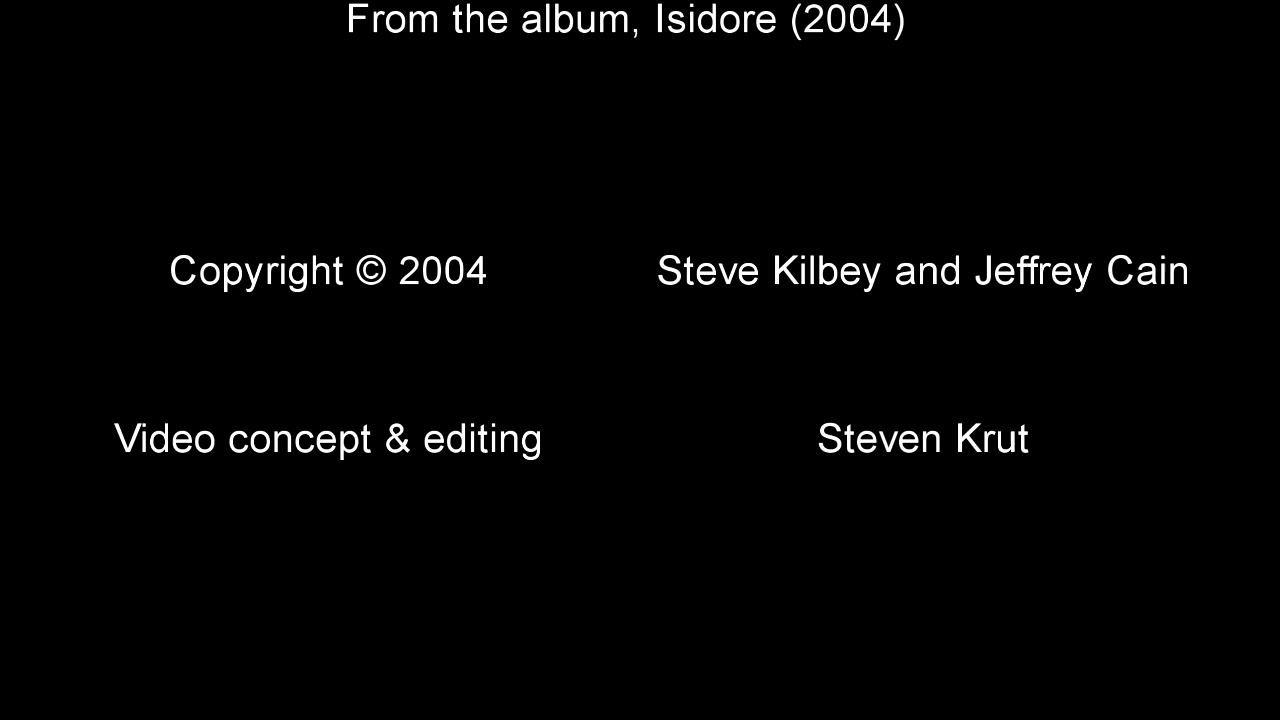 From the album, Isidore (2004)
Copyright © 2004 Steve Kilbey and Jeffrey Cain
Video concept & editing Steven Krut